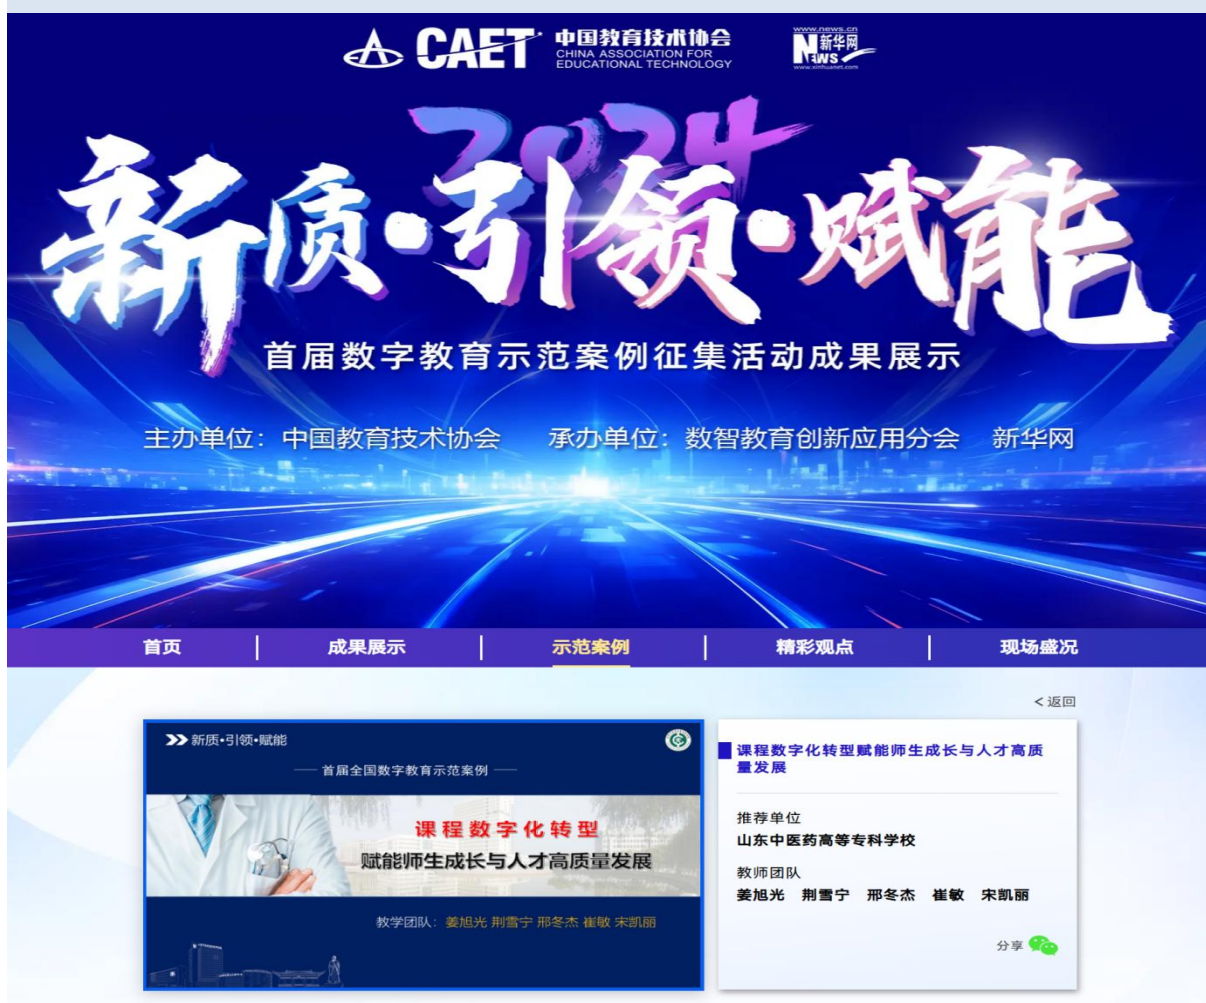 CAET
中国教育技术协会
CHINA ASSOCIATION FOR
EDUCATIONAL TECHNOLOGY
www.news.cn
新华网
NEWS
www.xinhuanet.com
2024
新质·引领·赋能
首届数字教育示范案例征集活动成果展示
主办单位：中国教育技术协会 承办单位：数智教育创新应用分会 新华网
首页 成果展示 示范案例 精彩观点 现场盛况
< 返回
新质·引领·赋能
首届全国数字教育示范案例
课程数字化转型
赋能师生成长与人才高质量发展
教学团队：姜旭光 荆雪宁 邢冬杰 崔敏 宋凯丽
课程数字化转型赋能师生成长与人才高质
量发展
推荐单位
山东中医药高等专科学校
教师团队
姜旭光 荆雪宁 邢冬杰 崔敏 宋凯丽
分享